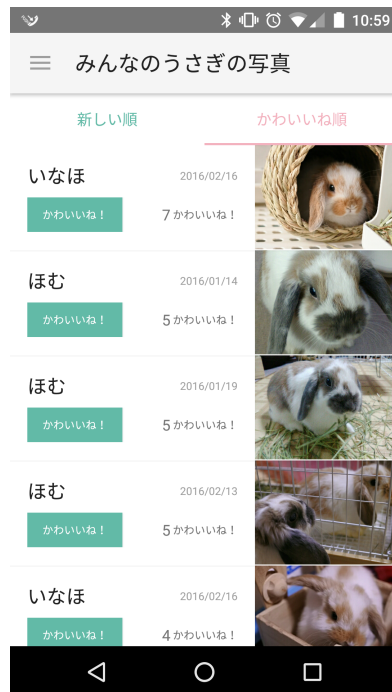 10:59
みんなのうさぎの写真
新しい順 かわいいね順
いなほ 2016/02/16
かわいいね！ 7 かわいいね！
ほむ 2016/01/14
かわいいね！ 5 かわいいね！
ほむ 2016/01/19
かわいいね！ 5 かわいいね！
ほむ 2016/02/13
かわいいね！ 5 かわいいね！
いなほ 2016/02/16
かわいいね！ 4 かわいいね！